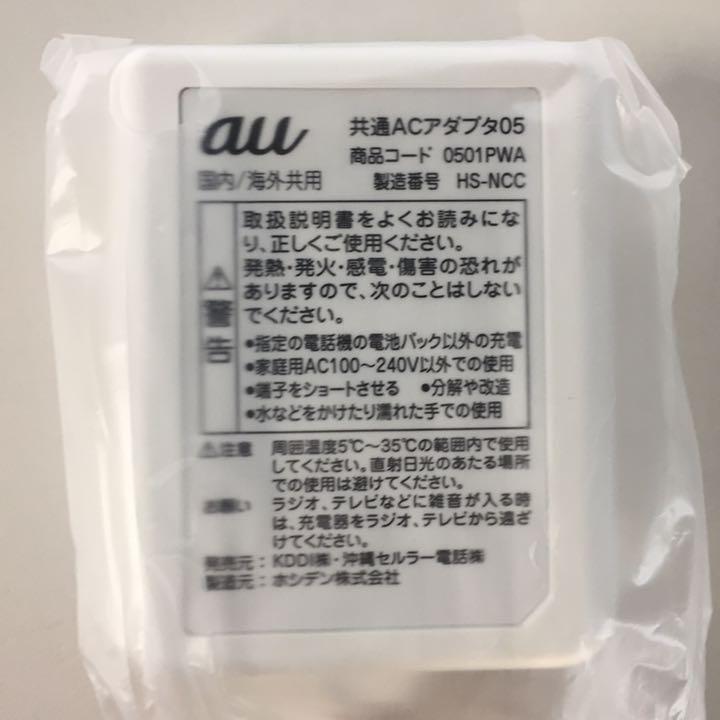 au
共通ACアダプタ05
商品コード 0501PWA
国内/海外共用
製造番号 HS-NCC
警告
取扱説明書をよくお読みにな
り、正しくご使用ください。
発熱・発火・感電・傷害の恐れが
ありますので、次のことはしない
でください。
•指定の電話機の電池パック以外の充電
•家庭用AC100〜240V以外での使用
•端子をショートさせる •分解や改造
•水などをかけたり濡れた手での使用
注意 周囲温度5℃〜35℃の範囲内で使用
してください。直射日光のあたる場所
での使用は避けてください。
お願い ラジオ、テレビなどに雑音が入る時
は、充電器をラジオ、テレビから遠ざ
けてください。
発売元：KDDI㈱・沖縄セルラー電話㈱
製造元：ホシデン株式会社